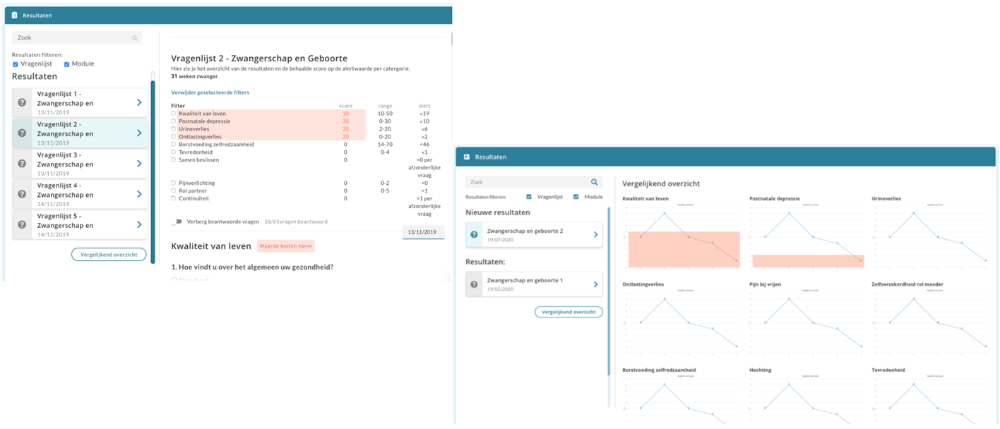 Resultaten
Zoek
Resultaten filteren:
Vragenlijst Module
Resultaten
Vragenlijst 1 -
Zwangerschap en
13/11/2019
Vragenlijst 2 -
Zwangerschap en
13/11/2019
Vragenlijst 3 -
Zwangerschap en
13/11/2019
Vragenlijst 4 -
Zwangerschap en
14/11/2019
Vragenlijst 5 -
Zwangerschap en
14/11/2019
Vergelijkend overzicht
Vragenlijst 2 - Zwangerschap en Geboorte
Hier zie je het overzicht van de resultaten en de behaalde score op de alertwaarde per catergorie.
31 weken zwanger
Verwijder geselecteerde filters
Filter score range alert
Kwaliteit van leven 10 10-50 <19
Postnatale depressie 30 0-30 >10
Urineverlies 20 2-20 >6
Ontlastingverlies 20 0-20 >2
Borstvoeding zelfredzaamheid 0 14-70 <46
Tevredenheid 0 0-4 <1
Samen beslissen 0 =0 per
afzonderlijke
vraag
Pijnverlichting 0 0-2 =0
Rol partner 0 0-5 =1
Continuïteit 0 =1 per
afzonderlijke
vraag
Verberg beantwoorde vragen 36/65vragen beantwoord
13/11/2019
Kwaliteit van leven Waarde buiten norm
1. Hoe vindt u over het algemeen uw gezondheid?
Resultaten
Zoek
Resultaten filteren: Vragenlijst Module
Nieuwe resultaten
Zwangerschap en geboorte 2
19/07/2020
Resultaten:
Zwangerschap en geboorte 1
19/05/2020
Vergelijkend overzicht
Vergelijkend overzicht
Kwaliteit van leven Postnatale depressie Urineverlies
Ontlastingverlies Pijn bij vrijen Zelfverzekerdheid rol moeder
Borstvoeding zelfredzaamheid Hechting Tevredenheid